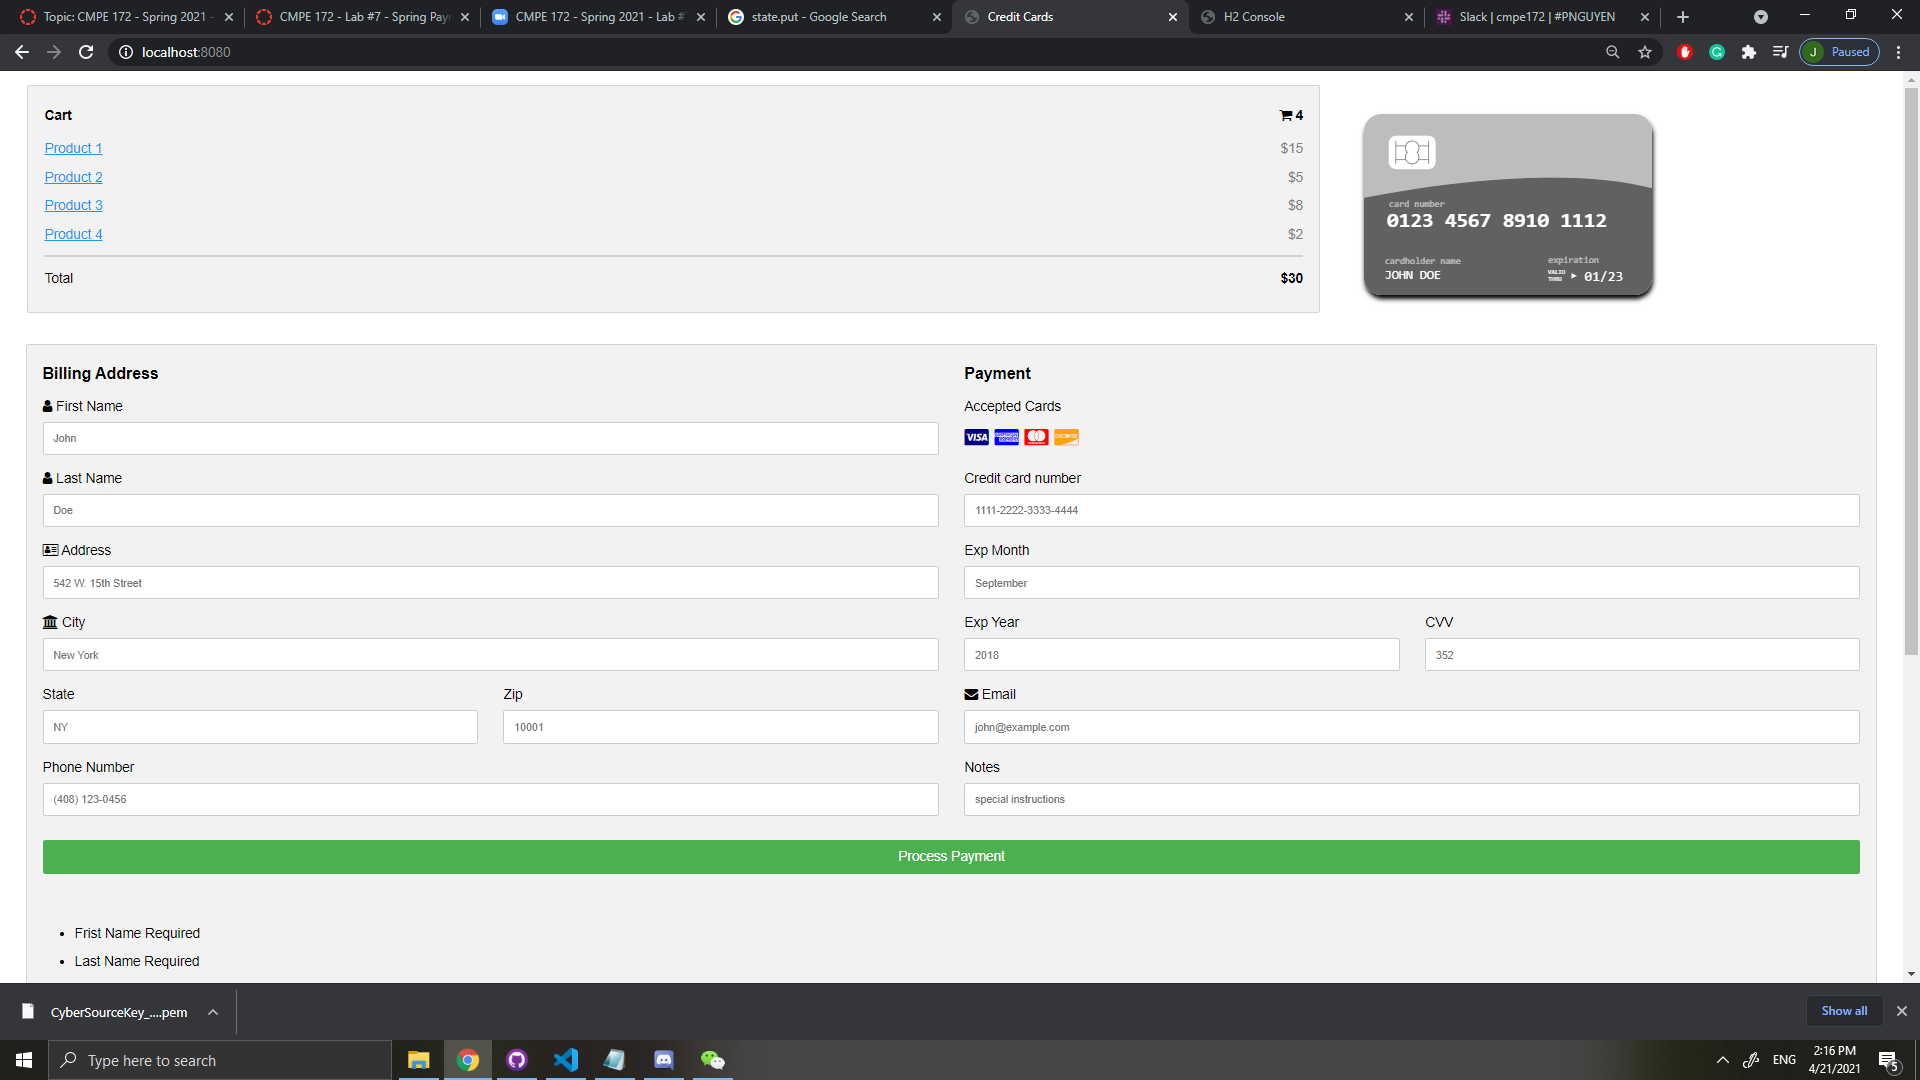 Topic: CMPE 172 - Spring 2021 -
CMPE 172 - Lab #7 - Spring Pay
CMPE 172 - Spring 2021 - Lab #
state.put - Google Search
Credit Cards
H2 Console
Slack | cmpe172 | #PNGUYEN
localhost:8080
J Paused
Cart 4
Product 1 $15
Product 2 $5
Product 3 $8
Product 4 $2
Total $30
card number
0123 4567 8910 1112
cardholder name
JOHN DOE
expiration
VALID THRU 01/23
Billing Address
First Name
John
Last Name
Doe
Address
542 W. 15th Street
City
New York
State Zip
NY 10001
Phone Number
(408) 123-0456
Payment
Accepted Cards
VISA
Credit card number
1111-2222-3333-4444
Exp Month
September
Exp Year CVV
2018 352
Email
john@example.com
Notes
special instructions
Process Payment
Frist Name Required
Last Name Required
CyberSourceKey_....pem
Show all
Type here to search
ENG
2:16 PM
4/21/2021
5